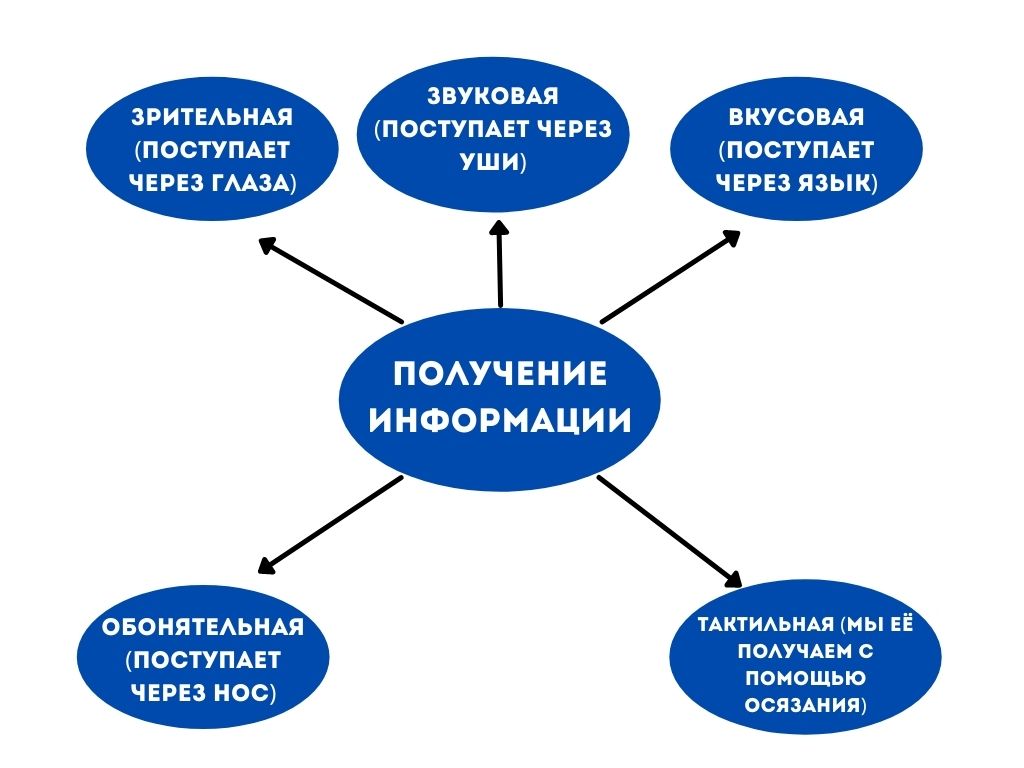 ЗРИТЕЛЬНАЯ
(ПОСТУПАЕТ
ЧЕРЕЗ ГЛАЗА)
ЗВУКОВАЯ
(ПОСТУПАЕТ ЧЕРЕЗ
УШИ)
ВКУСОВАЯ
(ПОСТУПАЕТ
ЧЕРЕЗ ЯЗЫК)
ПОЛУЧЕНИЕ
ИНФОРМАЦИИ
ОБОНЯТЕЛЬНАЯ
(ПОСТУПАЕТ
ЧЕРЕЗ НОС)
ТАКТИЛЬНАЯ (МЫ ЕЁ
ПОЛУЧАЕМ С
ПОМОЩЬЮ
ОСЯЗАНИЯ)